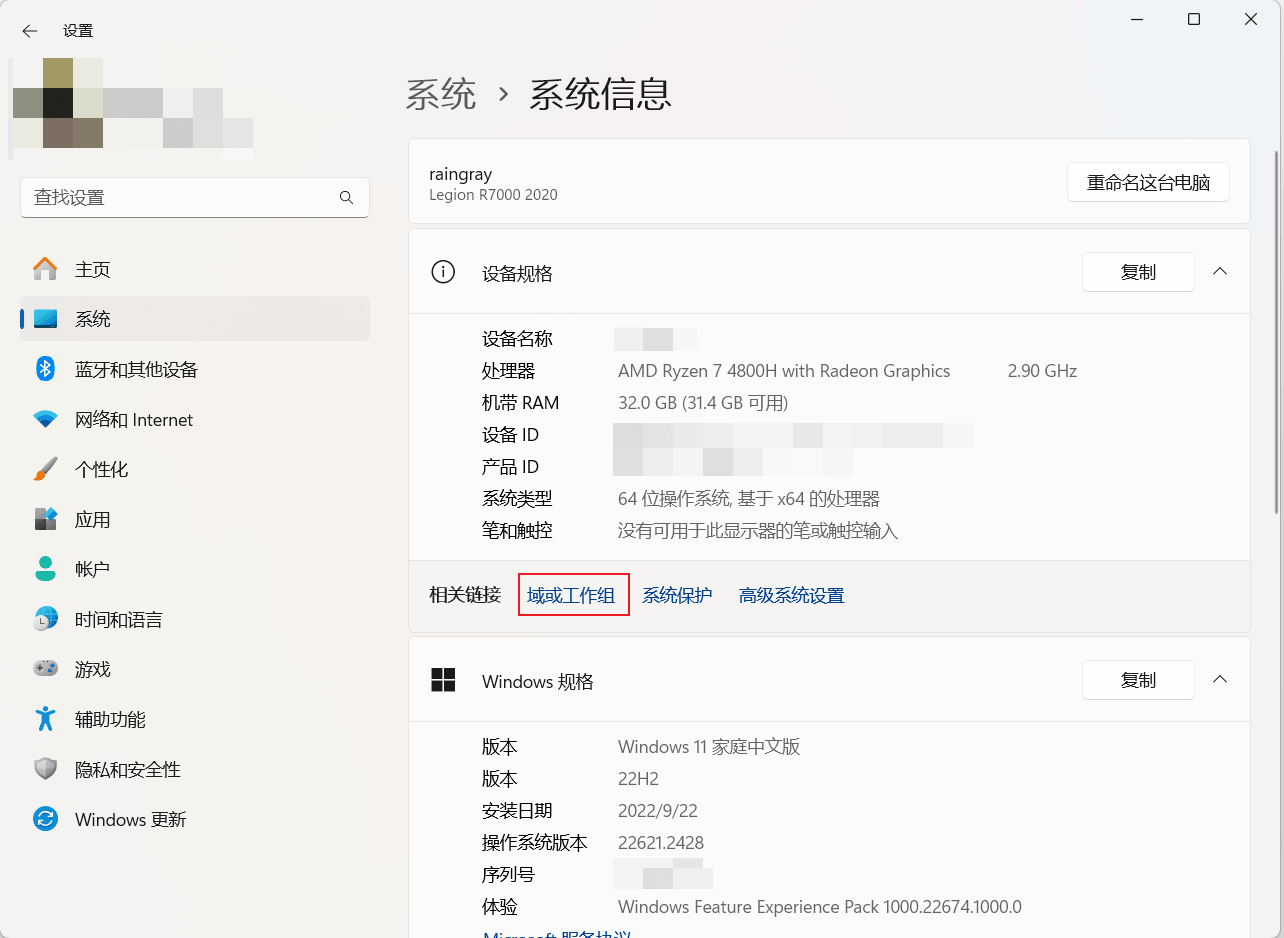 设置
系统 › 系统信息
查找设置
主页
系统
蓝牙和其他设备
网络和 Internet
个性化
应用
帐户
时间和语言
游戏
辅助功能
隐私和安全性
Windows 更新
raingray
Legion R7000 2020
重命名这台电脑
设备规格
复制
设备名称
处理器 AMD Ryzen 7 4800H with Radeon Graphics 2.90 GHz
机带 RAM 32.0 GB (31.4 GB 可用)
设备 ID
产品 ID
系统类型 64 位操作系统, 基于 x64 的处理器
笔和触控 没有可用于此显示器的笔或触控输入
相关链接 域或工作组 系统保护 高级系统设置
Windows 规格
复制
版本 Windows 11 家庭中文版
版本 22H2
安装日期 2022/9/22
操作系统版本 22621.2428
序列号
体验 Windows Feature Experience Pack 1000.22674.1000.0
Microsoft 服务协议